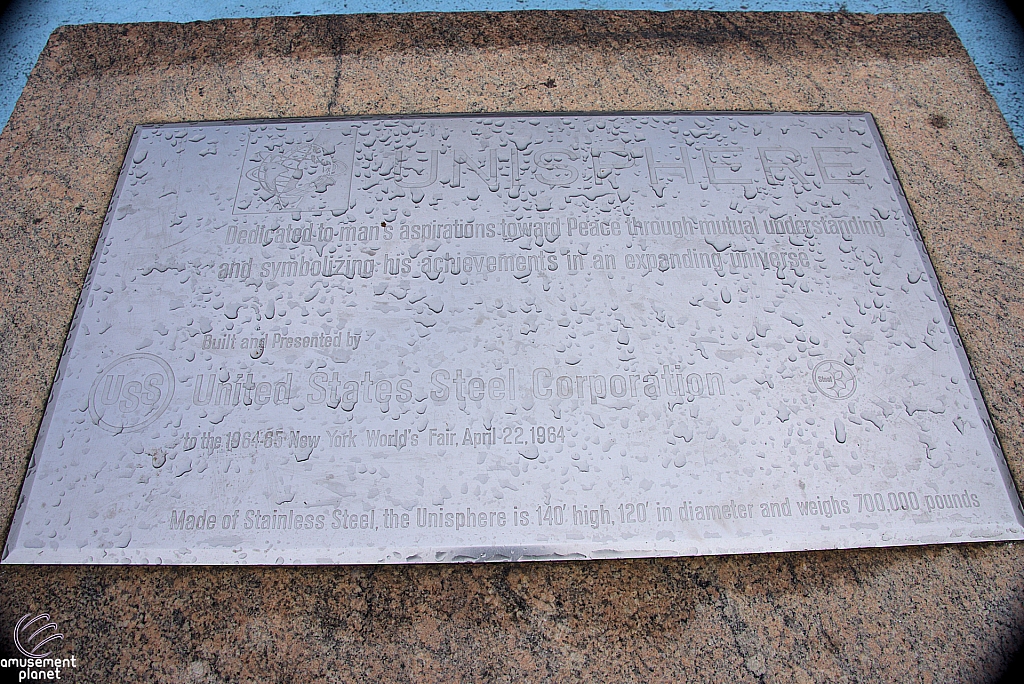 UNISPHERE
Dedicated to man's aspirations toward Peace through mutual understanding
and symbolizing his achievements in an expanding universe
Built and Presented by
USS United States Steel Corporation Steel
to the 1964-65 New York World's Fair, April 22, 1964
Made of Stainless Steel, the Unisphere is 140' high, 120' in diameter and weighs 700,000 pounds
amusement
planet